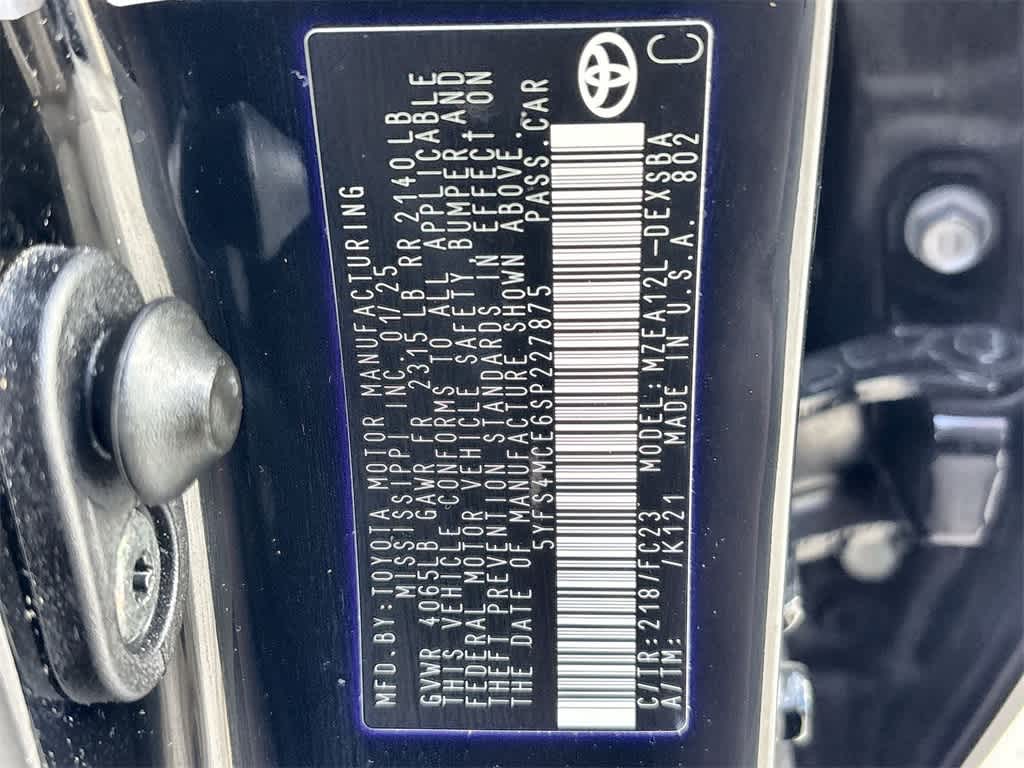 MFD.BY:TOYOTA MOTOR MANUFACTURING
MISSISSIPPI INC. 01/25
GVWR 4065LB GAWR FR 2315 LB RR 2140LB
THIS VEHICLE CONFORMS TO ALL APPLICABLE
FEDERAL MOTOR VEHICLE SAFETY, BUMPER AND
THEFT PREVENTION STANDARDS IN EFFECT ON
THE DATE OF MANUFACTURE SHOWN ABOVE.
5YFS4MCE6SP227875 PASS.CAR
C/TR:218/FC23 MODEL:MZEA12L-DEXSBA
A/TM: /K121 MADE IN U.S.A. 802
C